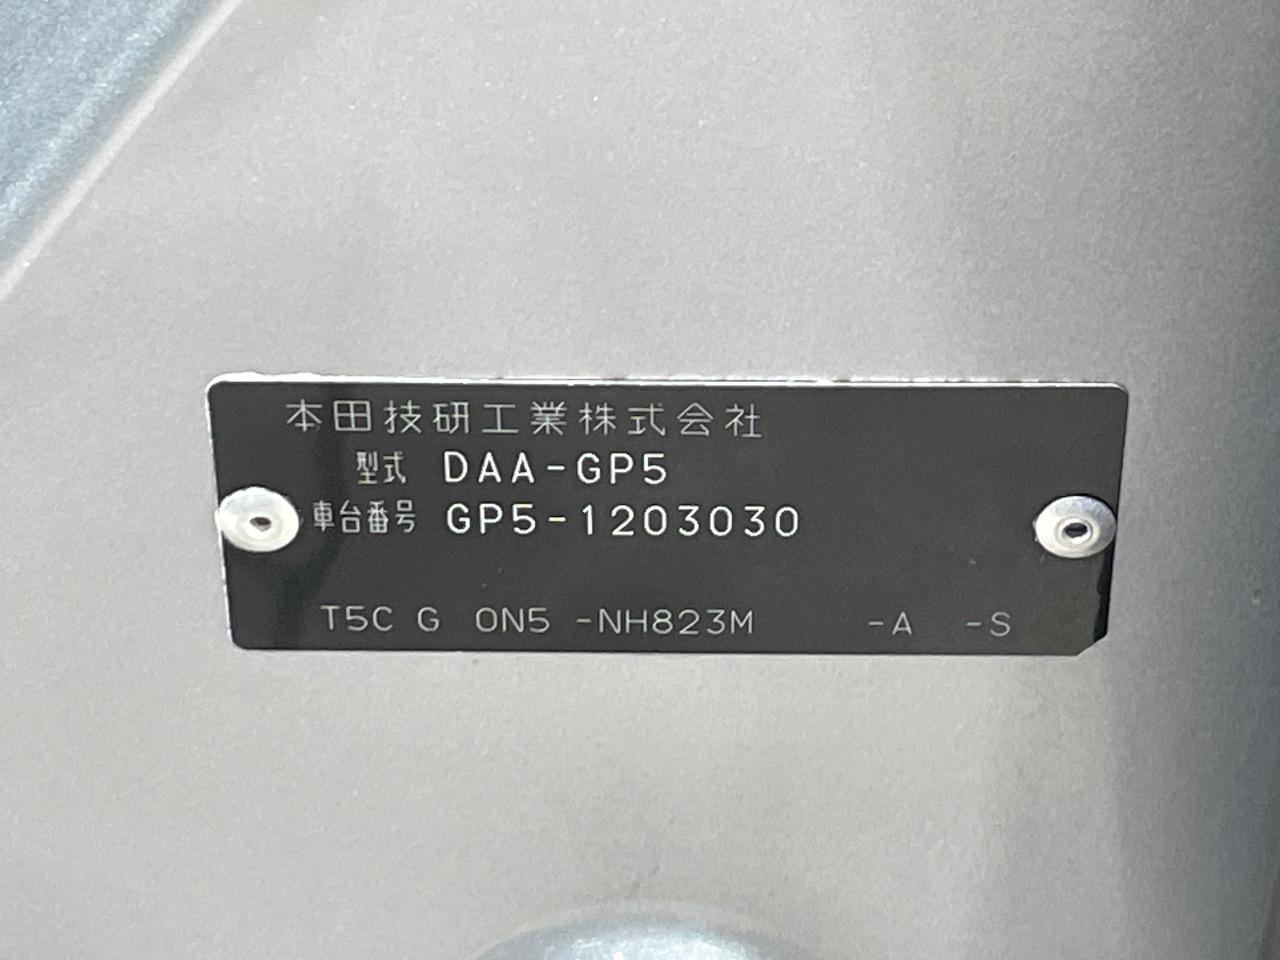 本田技研工業株式会社
型式 DAA-GP5
車台番号 GP5-1203030
T5C G ON5 -NH823M -A -S